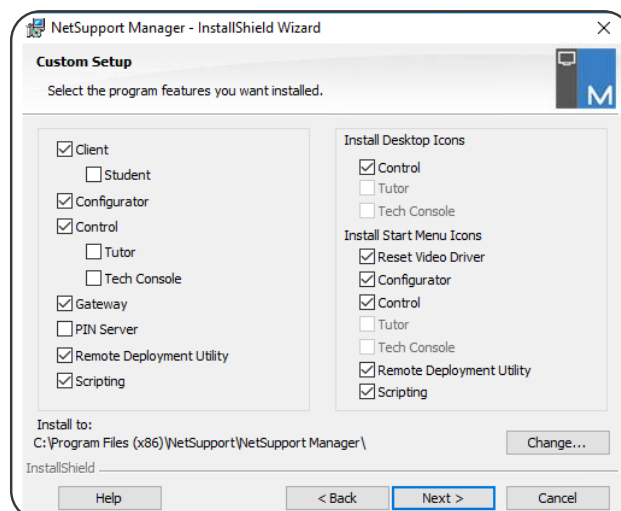 NetSupport Manager - InstallShield Wizard
Custom Setup
Select the program features you want installed.
M
Client
Student
Configurator
Control
Tutor
Tech Console
Gateway
PIN Server
Remote Deployment Utility
Scripting
Install Desktop Icons
Control
Tutor
Tech Console
Install Start Menu Icons
Reset Video Driver
Configurator
Control
Tutor
Tech Console
Remote Deployment Utility
Scripting
Install to:
C:\Program Files (x86)\NetSupport\NetSupport Manager\
Change...
InstallShield
Help
< Back
Next >
Cancel